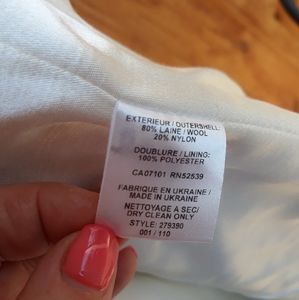 EXTERIEUR / OUTERSHELL:
80% LAINE / WOOL
20% NYLON
DOUBLURE / LINING:
100% POLYESTER
CA07101 RN52539
FABRIQUE EN UKRAINE /
MADE IN UKRAINE
NETTOYAGE A SEC/
DRY CLEAN ONLY
STYLE: 279390
001 / 110